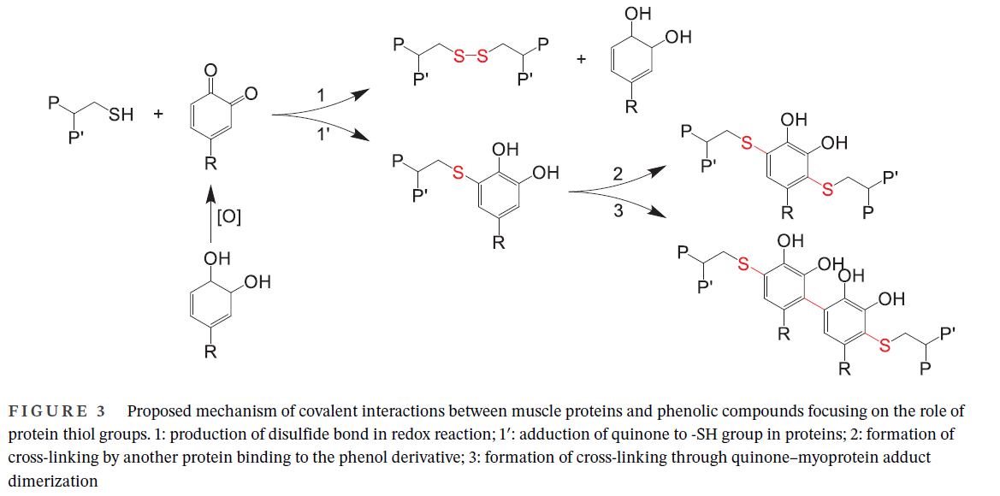 OH
OH
P
S–S
P
P'
P'
+
R
O
O
P
SH
P'
+
R
1
1'
[O]
OH
OH
R
P
S
P'
OH
OH
R
2
3
OH
OH
P
S
P'
S
P'
R
P
OH
P
S
OH
OH
P'
OH
R
S
P'
R
P
FIGURE 3 Proposed mechanism of covalent interactions between muscle proteins and phenolic compounds focusing on the role of
protein thiol groups. 1: production of disulfide bond in redox reaction; 1′: adduction of quinone to -SH group in proteins; 2: formation of
cross-linking by another protein binding to the phenol derivative; 3: formation of cross-linking through quinone–myoprotein adduct
dimerization